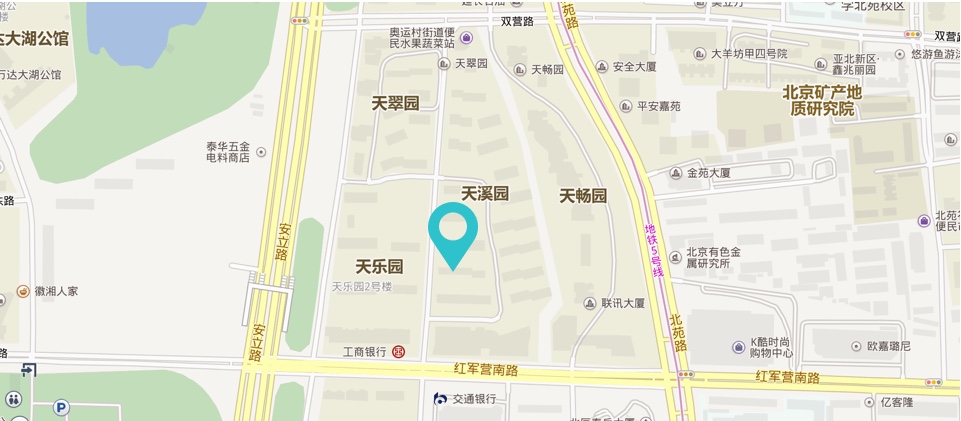 北苑路
双营路
学北苑校区
达大湖公馆
万达大湖公馆
奥运村街道便
民水果蔬菜站
天翠园
天畅园
安全大厦
大羊坊甲四号院
亚北新区·
鑫兆丽园
悠游鱼游泳
双营路
天翠园
平安嘉苑
北京矿产地
质研究院
泰华五金
电料商店
金苑大厦
天溪园
天畅园
安立路
地铁5号线
北京有色金
属研究所
天乐园
天乐园2号楼
徽湘人家
联讯大厦
安立路
北苑路
K酷时尚
购物中心
欧嘉璐尼
工商银行
红军营南路
红军营南路
交通银行
亿客隆
P